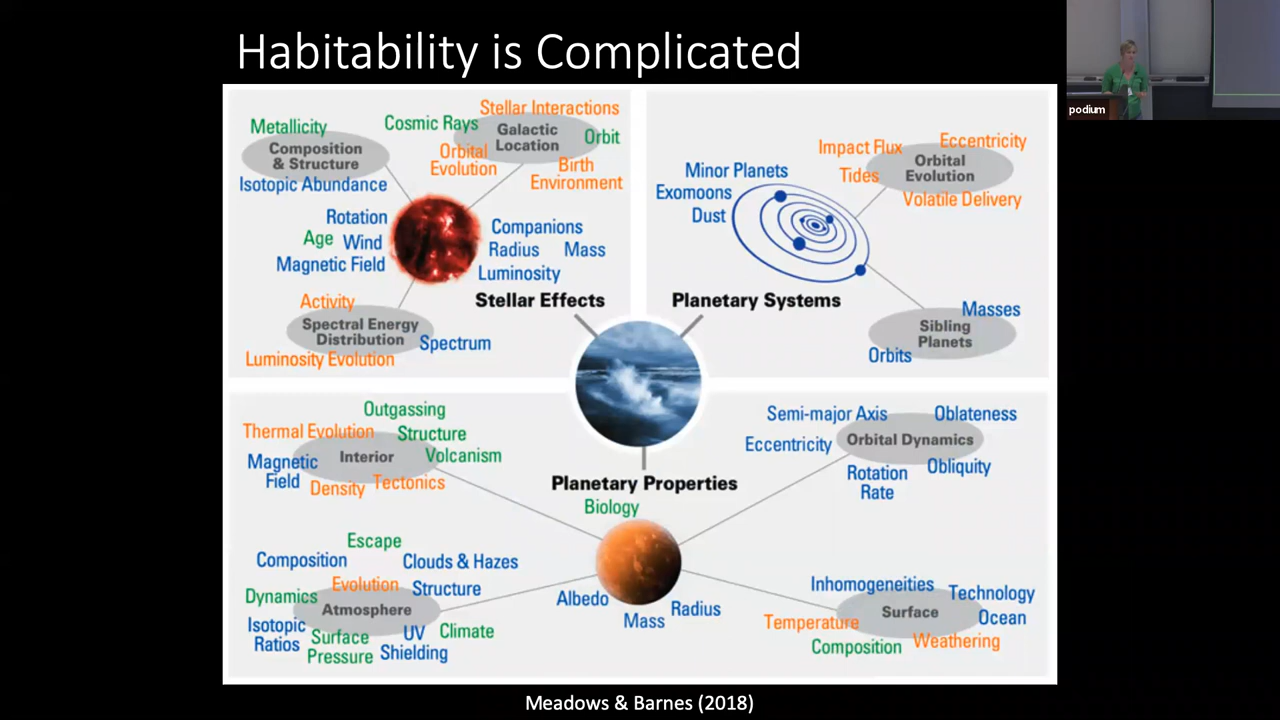 Habitability is Complicated
podium
Stellar Interactions
Metallicity
Cosmic Rays
Galactic
Location
Orbit
Composition
& Structure
Orbital
Evolution
Birth
Environment
Isotopic Abundance
Rotation
Age
Wind
Magnetic Field
Companions
Radius
Mass
Luminosity
Activity
Stellar Effects
Spectral Energy
Distribution
Spectrum
Luminosity Evolution
Impact Flux
Eccentricity
Orbital
Evolution
Tides
Volatile Delivery
Minor Planets
Exomoons
Dust
Planetary Systems
Masses
Sibling
Planets
Orbits
Outgassing
Thermal Evolution
Structure
Interior
Volcanism
Magnetic
Field
Density
Tectonics
Planetary Properties
Biology
Semi-major Axis
Oblateness
Eccentricity
Orbital Dynamics
Rotation
Rate
Obliquity
Escape
Composition
Clouds & Hazes
Evolution
Structure
Dynamics
Atmosphere
Isotopic
Ratios
Surface
Pressure
UV
Shielding
Climate
Albedo
Mass
Radius
Inhomogeneities
Technology
Surface
Ocean
Temperature
Composition
Weathering
Meadows & Barnes (2018)